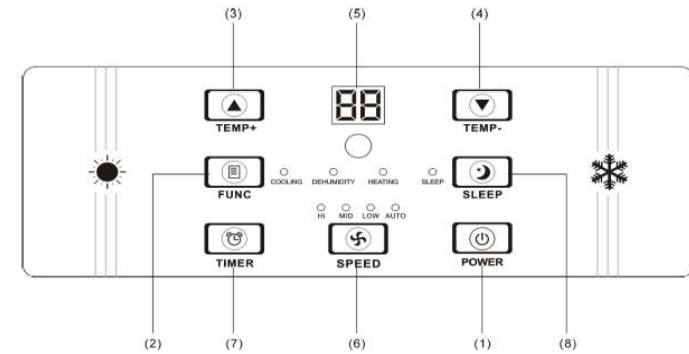 (3) (5) (4)
88
TEMP+ TEMP-
COOLING DEHUMIDITY HEATING SLEEP
FUNC SLEEP
HI MID LOW AUTO
TIMER SPEED POWER
(2) (7) (6) (1) (8)